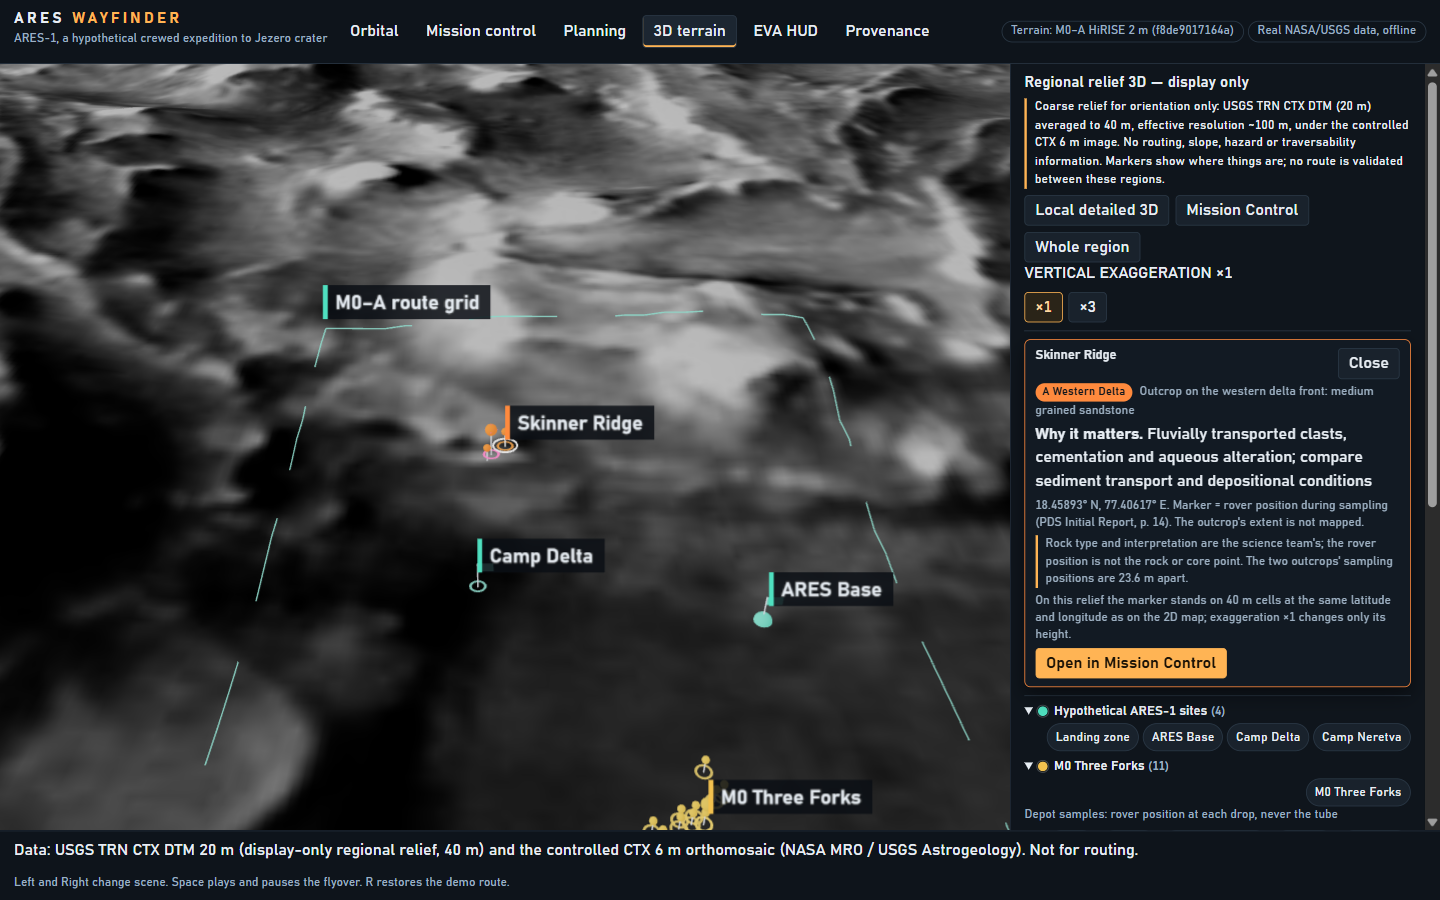 ARES WAYFINDER
ARES-1, a hypothetical crewed expedition to Jezero crater
Orbital
Mission control
Planning
3D terrain
EVA HUD
Provenance
Terrain: M0-A HiRISE 2 m (f8de9017164a)
Real NASA/USGS data, offline
M0-A route grid
Skinner Ridge
Camp Delta
ARES Base
M0 Three Forks
Regional relief 3D — display only
Coarse relief for orientation only: USGS TRN CTX DTM (20 m)
averaged to 40 m, effective resolution ~100 m, under the controlled
CTX 6 m image. No routing, slope, hazard or traversability
information. Markers show where things are; no route is validated
between these regions.
Local detailed 3D
Mission Control
Whole region
VERTICAL EXAGGERATION ×1
×1
×3
Skinner Ridge
Close
A Western Delta Outcrop on the western delta front: medium
grained sandstone
Why it matters. Fluvially transported clasts,
cementation and aqueous alteration; compare
sediment transport and depositional conditions
18.45893° N, 77.40617° E. Marker = rover position during sampling
(PDS Initial Report, p. 14). The outcrop's extent is not mapped.
Rock type and interpretation are the science team's; the rover
position is not the rock or core point. The two outcrops' sampling
positions are 23.6 m apart.
On this relief the marker stands on 40 m cells at the same latitude
and longitude as on the 2D map; exaggeration ×1 changes only its
height.
Open in Mission Control
▼ Hypothetical ARES-1 sites (4)
Landing zone
ARES Base
Camp Delta
Camp Neretva
▼ M0 Three Forks (11)
M0 Three Forks
Depot samples: rover position at each drop, never the tube
Data: USGS TRN CTX DTM 20 m (display-only regional relief, 40 m) and the controlled CTX 6 m orthomosaic (NASA MRO / USGS Astrogeology). Not for routing.
Left and Right change scene. Space plays and pauses the flyover. R restores the demo route.